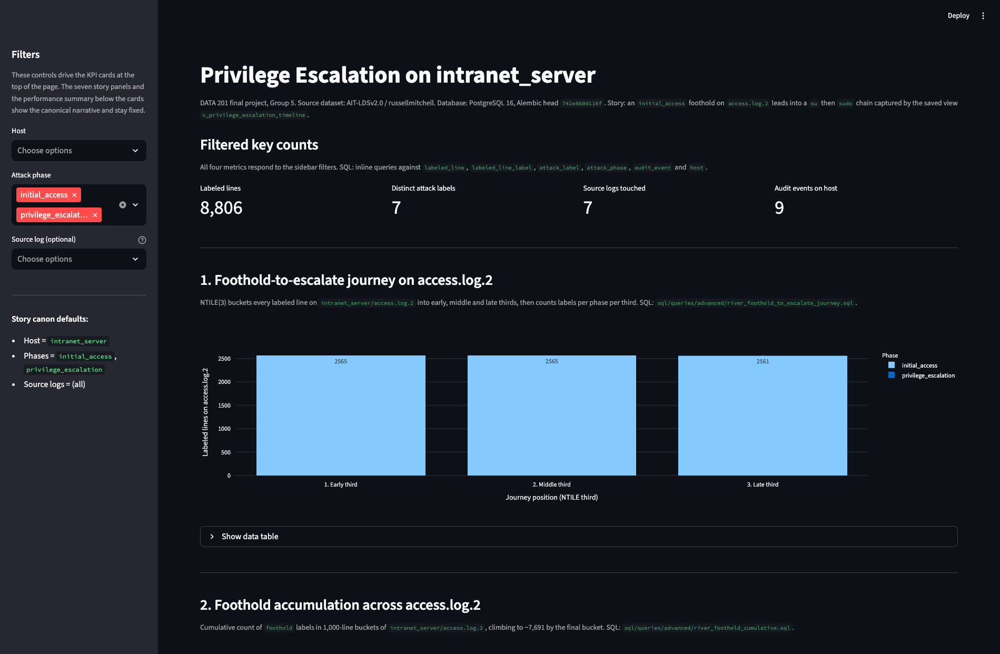 Deploy
Filters
These controls drive the KPI cards at the
top of the page. The seven story panels and
the performance summary below the cards
show the canonical narrative and stay fixed.
Host
Choose options
Attack phase
initial_access ×
privilege_escalat… ×
Source log (optional)
Choose options
Story canon defaults:
• Host = intranet_server
• Phases = initial_access ,
privilege_escalation
• Source logs = (all)
Privilege Escalation on intranet_server
DATA 201 final project, Group 5. Source dataset: AIT-LDSv2.0 / russellmitchell. Database: PostgreSQL 16, Alembic head 742e860d116f . Story: an initial_access foothold on access.log.2 leads into a su then sudo chain captured by the saved view
v_privilege_escalation_timeline .
Filtered key counts
All four metrics respond to the sidebar filters. SQL: inline queries against labeled_line , labeled_line_label , attack_label , attack_phase , audit_event and host .
Labeled lines
8,806
Distinct attack labels
7
Source logs touched
7
Audit events on host
9
1. Foothold-to-escalate journey on access.log.2
NTILE(3) buckets every labeled line on intranet_server/access.log.2 into early, middle and late thirds, then counts labels per phase per third. SQL: sql/queries/advanced/river_foothold_to_escalate_journey.sql .
Labeled lines on access.log.2
2500
2000
1500
1000
500
0
2565
2565
2561
1. Early third
2. Middle third
3. Late third
Journey position (NTILE third)
Phase
initial_access
privilege_escalation
Show data table
2. Foothold accumulation across access.log.2
Cumulative count of foothold labels in 1,000-line buckets of intranet_server/access.log.2 , climbing to ~7,691 by the final bucket. SQL: sql/queries/advanced/river_foothold_cumulative.sql .